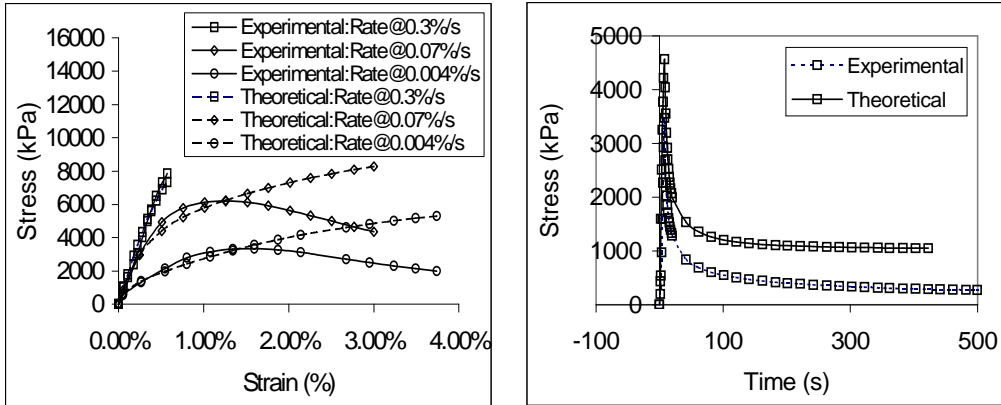 Experimental:Rate@0.3%/s
Experimental:Rate@0.07%/s
Experimental:Rate@0.004%/s
Theoretical:Rate@0.3%/s
Theoretical:Rate@0.07%/s
Theoretical:Rate@0.004%/s
Stress (kPa)
16000
14000
12000
10000
8000
6000
4000
2000
0
0.00% 1.00% 2.00% 3.00% 4.00%
Strain (%)
Experimental
Theoretical
Stress (kPa)
5000
4000
3000
2000
1000
0
-100 100 300 500
Time (s)